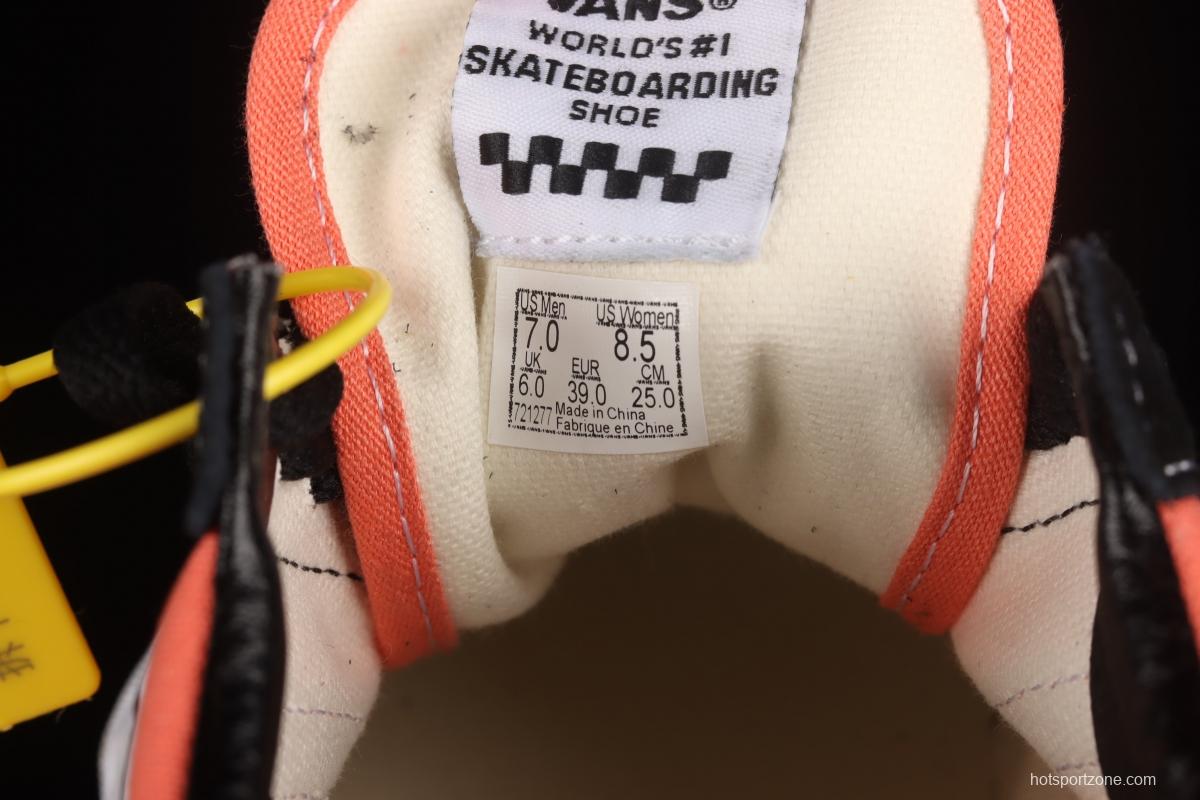 VANS®
WORLD'S #1
SKATEBOARDING
SHOE
US Men US Women
7.0 8.5
UK EUR CM
6.0 39.0 25.0
721277 Made in China
Fabrique en Chine
hotsportzone.com